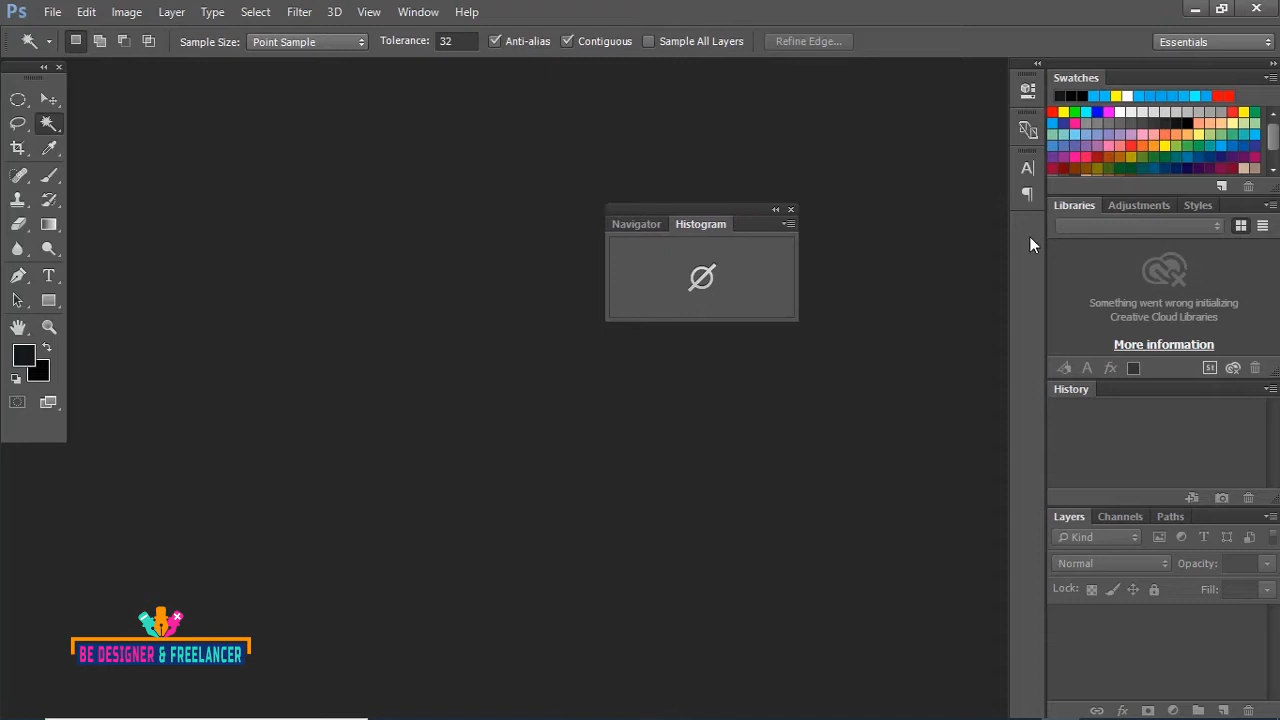 Ps File Edit Image Layer Type Select Filter 3D View Window Help
Sample Size: Point Sample Tolerance: 32 Anti-alias Contiguous Sample All Layers Refine Edge... Essentials
Swatches
Navigator Histogram
Libraries Adjustments Styles
Something went wrong initializing
Creative Cloud Libraries
More information
History
Layers Channels Paths
Kind
Normal Opacity:
Lock: Fill:
BE DESIGNER & FREELANCER